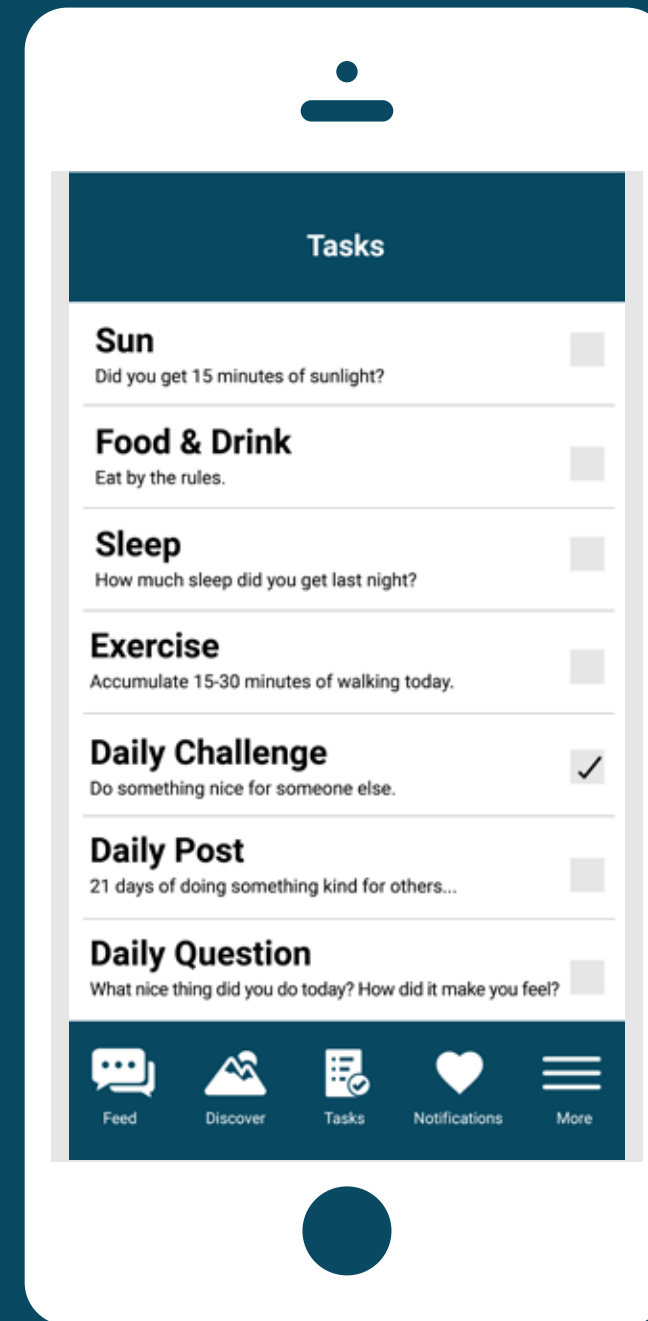 Tasks
Sun
Did you get 15 minutes of sunlight?
Food & Drink
Eat by the rules.
Sleep
How much sleep did you get last night?
Exercise
Accumulate 15-30 minutes of walking today.
Daily Challenge
Do something nice for someone else.
Daily Post
21 days of doing something kind for others...
Daily Question
What nice thing did you do today? How did it make you feel?
Feed Discover Tasks Notifications More